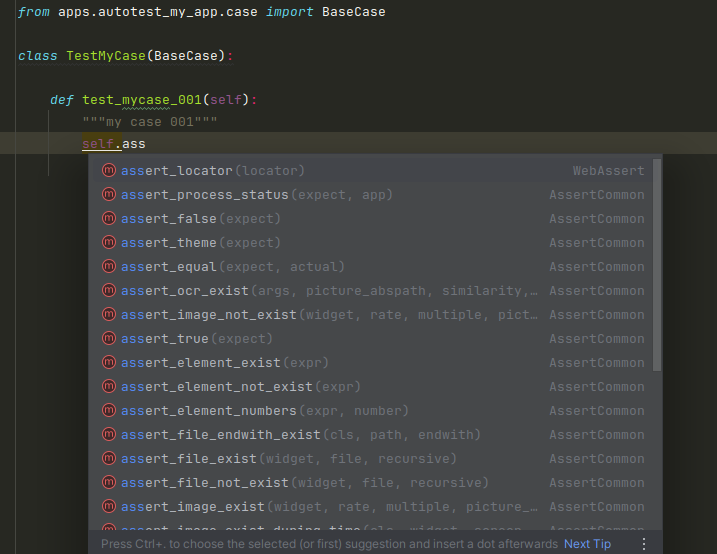 from apps.autotest_my_app.case import BaseCase
class TestMyCase(BaseCase):
def test_mycase_001(self):
"""my case 001"""
self.ass
m assert_locator(locator) WebAssert
m assert_process_status(expect, app) AssertCommon
m assert_false(expect) AssertCommon
m assert_theme(expect) AssertCommon
m assert_equal(expect, actual) AssertCommon
m assert_ocr_exist(args, picture_abspath, similarity,… AssertCommon
m assert_image_not_exist(widget, rate, multiple, pict… AssertCommon
m assert_true(expect) AssertCommon
m assert_element_exist(expr) AssertCommon
m assert_element_not_exist(expr) AssertCommon
m assert_element_numbers(expr, number) AssertCommon
m assert_file_endwith_exist(cls, path, endwith) AssertCommon
m assert_file_exist(widget, file, recursive) AssertCommon
m assert_file_not_exist(widget, file, recursive) AssertCommon
m assert_image_exist(widget, rate, multiple, picture_… AssertCommon
Press Ctrl+. to choose the selected (or first) suggestion and insert a dot afterwards Next Tip